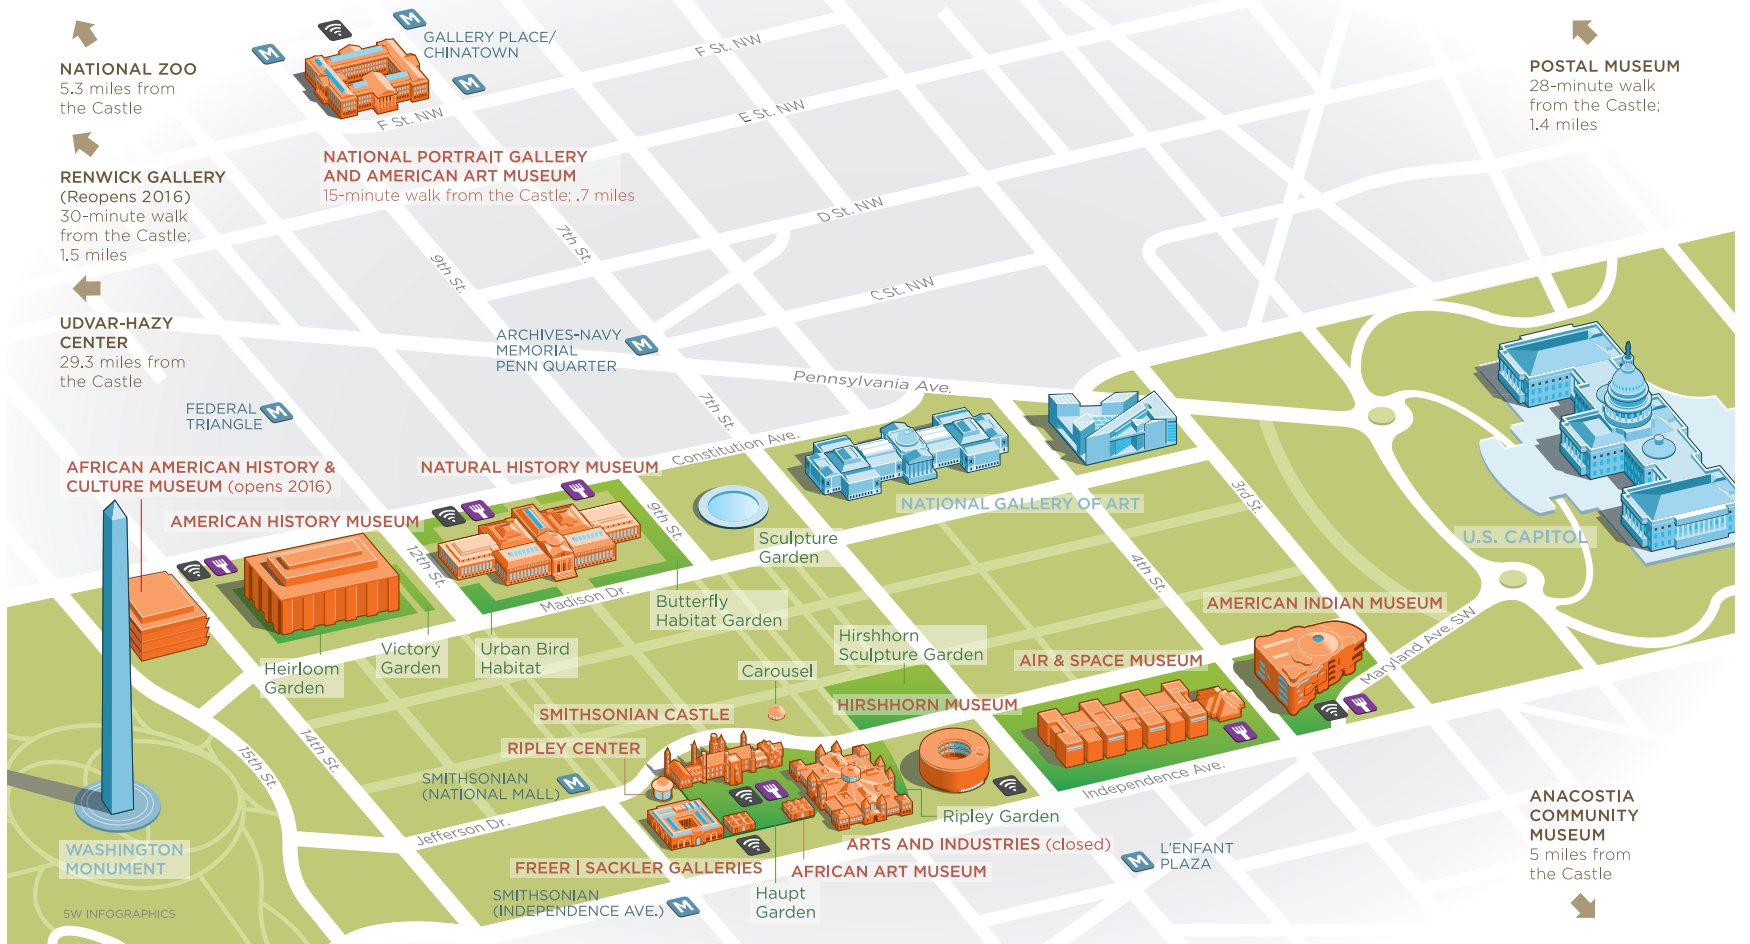 NATIONAL ZOO
5.3 miles from
the Castle
RENWICK GALLERY
(Reopens 2016)
30-minute walk
from the Castle;
1.5 miles
UDVAR-HAZY
CENTER
29.3 miles from
the Castle
M
M
M
GALLERY PLACE/
CHINATOWN
F St. NW
F St. NW
E St. NW
NATIONAL PORTRAIT GALLERY
AND AMERICAN ART MUSEUM
15-minute walk from the Castle; .7 miles
POSTAL MUSEUM
28-minute walk
from the Castle;
1.4 miles
D St. NW
7th St.
9th St.
C St. NW
ARCHIVES-NAVY
MEMORIAL
PENN QUARTER
M
Pennsylvania Ave.
FEDERAL
TRIANGLE
M
7th St.
Constitution Ave.
AFRICAN AMERICAN HISTORY &
CULTURE MUSEUM (opens 2016)
NATURAL HISTORY MUSEUM
NATIONAL GALLERY OF ART
3rd St.
AMERICAN HISTORY MUSEUM
9th St.
U.S. CAPITOL
Sculpture
Garden
12th St.
4th St.
Madison Dr.
Butterfly
Habitat Garden
AMERICAN INDIAN MUSEUM
Maryland Ave. SW
Victory
Garden
Urban Bird
Habitat
Heirloom
Garden
Hirshhorn
Sculpture Garden
Carousel
AIR & SPACE MUSEUM
HIRSHHORN MUSEUM
SMITHSONIAN CASTLE
RIPLEY CENTER
14th St.
15th St.
SMITHSONIAN
(NATIONAL MALL)
M
Independence Ave.
Jefferson Dr.
Ripley Garden
ARTS AND INDUSTRIES (closed)
FREER | SACKLER GALLERIES
AFRICAN ART MUSEUM
Haupt
Garden
M
L'ENFANT
PLAZA
SMITHSONIAN
(INDEPENDENCE AVE.)
M
WASHINGTON
MONUMENT
ANACOSTIA
COMMUNITY
MUSEUM
5 miles from
the Castle
5W INFOGRAPHICS